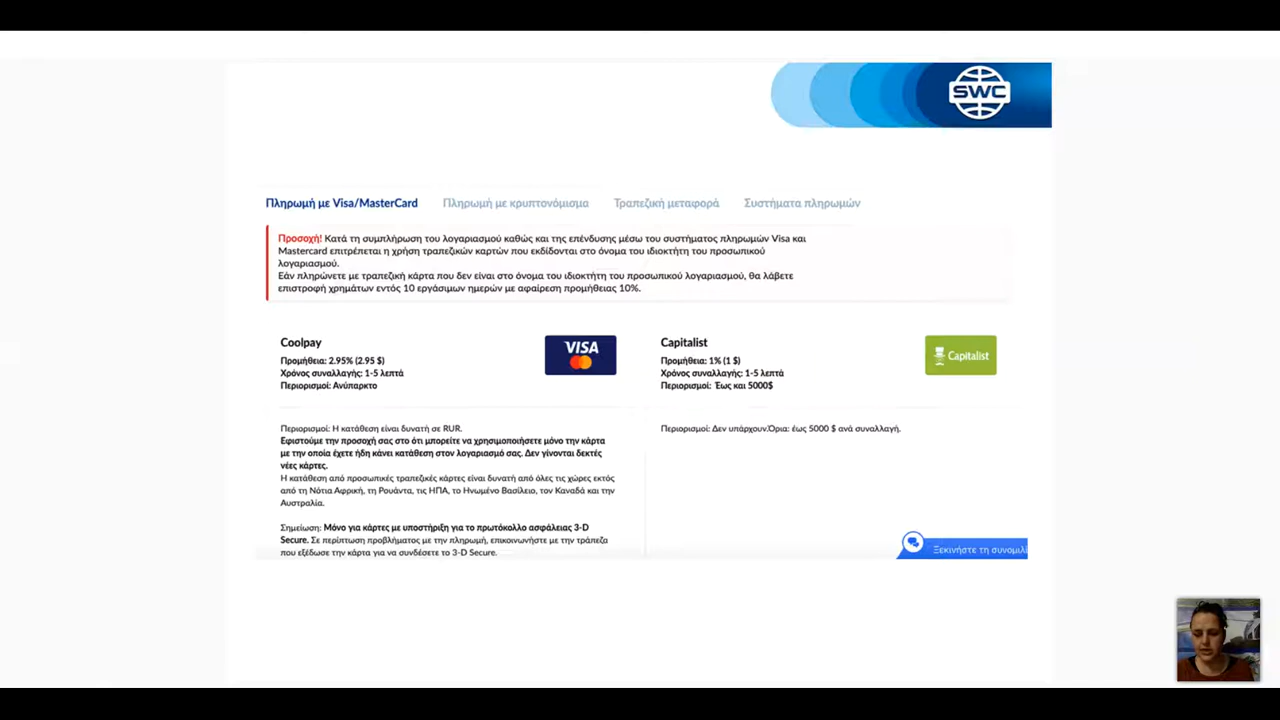 SWC
Πληρωμή με Visa/MasterCard
Πληρωμή με κρυπτονόμισμα
Τραπεζική μεταφορά
Συστήματα πληρωμών
Προσοχή! Κατά τη συμπλήρωση του λογαριασμού καθώς και της επένδυσης μέσω του συστήματος πληρωμών Visa και
Mastercard επιτρέπεται η χρήση τραπεζικών καρτών που εκδίδονται στο όνομα του ιδιοκτήτη του προσωπικού
λογαριασμού.
Εάν πληρώνετε με τραπεζική κάρτα που δεν είναι στο όνομα του ιδιοκτήτη του προσωπικού λογαριασμού, θα λάβετε
επιστροφή χρημάτων εντός 10 εργάσιμων ημερών με αφαίρεση προμήθειας 10%.
Coolpay
Προμήθεια: 2.95% (2.95 $)
Χρόνος συναλλαγής: 1-5 λεπτά
Περιορισμοί: Ανύπαρκτο
VISA
Περιορισμοί: Η κατάθεση είναι δυνατή σε RUR.
Εφιστούμε την προσοχή σας στο ότι μπορείτε να χρησιμοποιήσετε μόνο την κάρτα
με την οποία έχετε ήδη κάνει κατάθεση στον λογαριασμό σας. Δεν γίνονται δεκτές
νέες κάρτες.
Η κατάθεση από προσωπικές τραπεζικές κάρτες είναι δυνατή από όλες τις χώρες εκτός
από τη Νότια Αφρική, τη Ρουάντα, τις ΗΠΑ, το Ηνωμένο Βασίλειο, τον Καναδά και την
Αυστραλία.
Σημείωση: Μόνο για κάρτες με υποστήριξη για το πρωτόκολλο ασφάλειας 3-D
Secure. Σε περίπτωση προβλήματος με την πληρωμή, επικοινωνήστε με την τράπεζα
που εξέδωσε την κάρτα για να συνδέσετε το 3-D Secure.
Capitalist
Προμήθεια: 1% (1 $)
Χρόνος συναλλαγής: 1-5 λεπτά
Περιορισμοί: Έως και 5000$
Capitalist
Περιορισμοί: Δεν υπάρχουν.Όρια: έως 5000 $ ανά συναλλαγή.
Ξεκινήστε τη συνομιλί